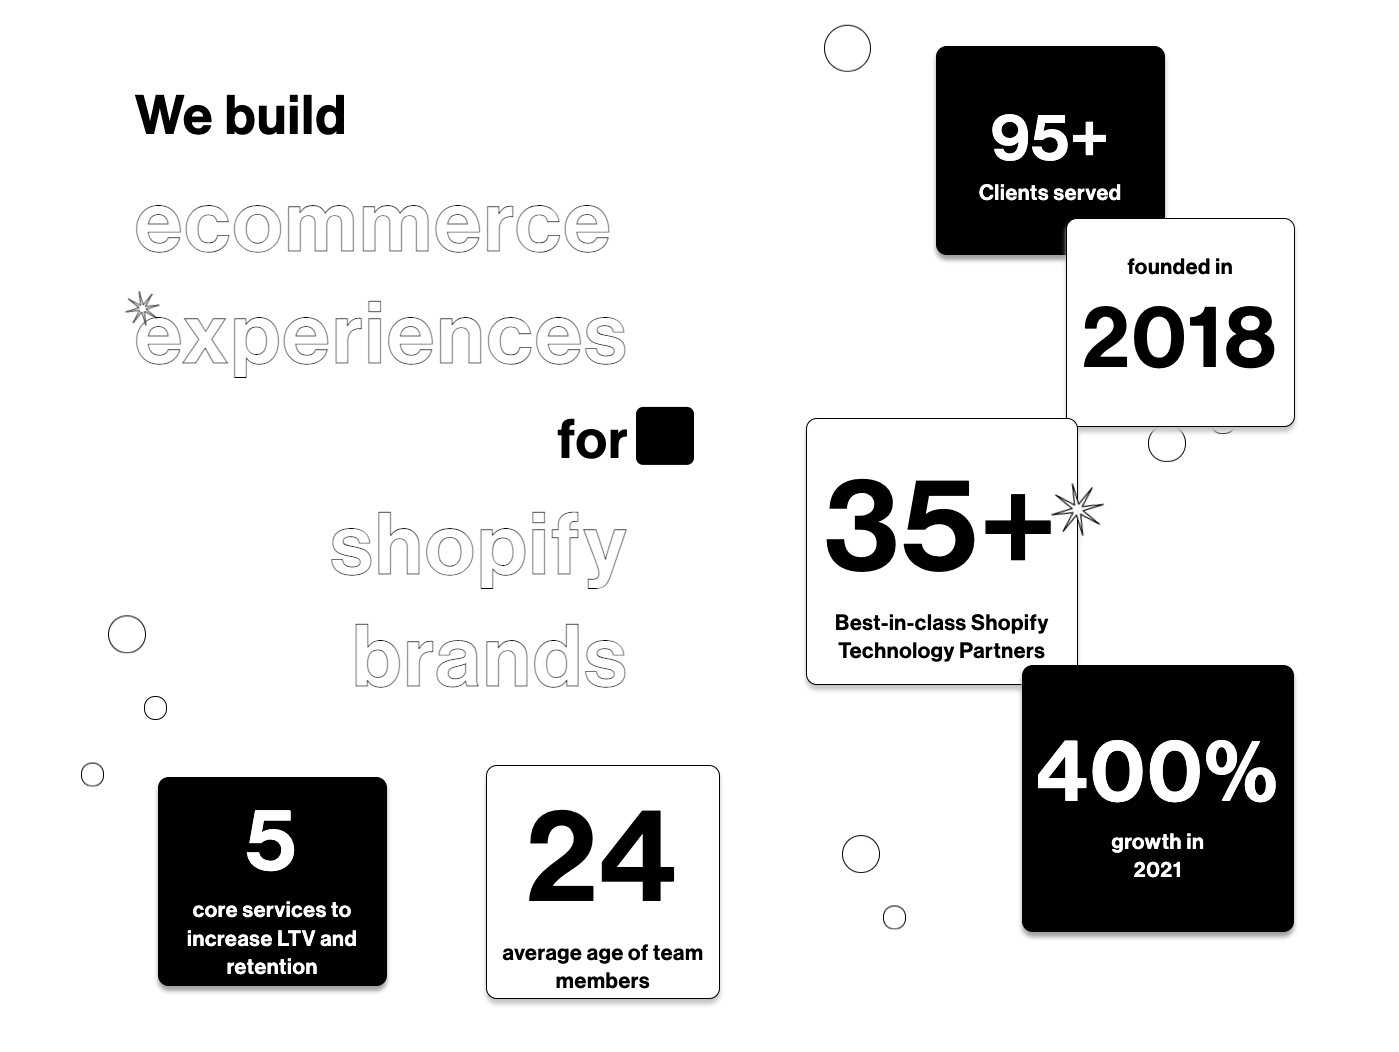 We build
ecommerce
experiences
for
shopify
brands
95+
Clients served
founded in
2018
35+
Best-in-class Shopify
Technology Partners
400%
growth in
2021
5
core services to
increase LTV and
retention
24
average age of team
members